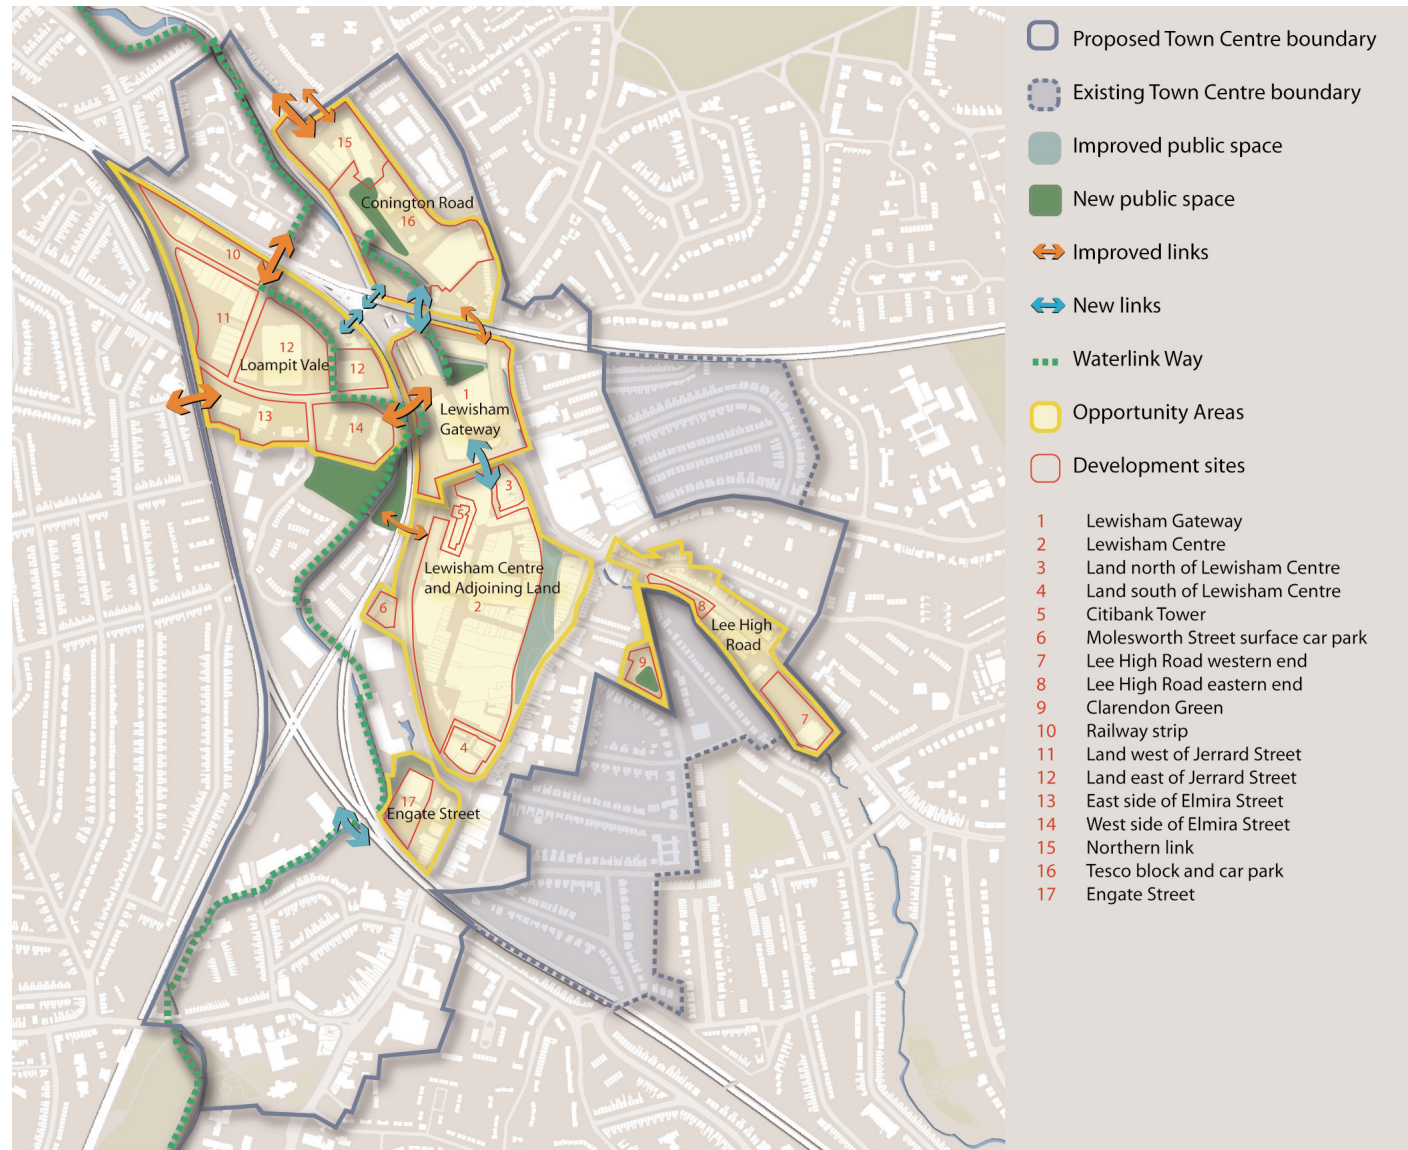 15
Conington Road
16
10
11
12
Loampit Vale
12
13
14
1
Lewisham
Gateway
3
5
Lewisham Centre
and Adjoining Land
2
6
8
Lee High
Road
9
7
4
17
Engate Street
Proposed Town Centre boundary
Existing Town Centre boundary
Improved public space
New public space
Improved links
New links
Waterlink Way
Opportunity Areas
Development sites
1 Lewisham Gateway
2 Lewisham Centre
3 Land north of Lewisham Centre
4 Land south of Lewisham Centre
5 Citibank Tower
6 Molesworth Street surface car park
7 Lee High Road western end
8 Lee High Road eastern end
9 Clarendon Green
10 Railway strip
11 Land west of Jerrard Street
12 Land east of Jerrard Street
13 East side of Elmira Street
14 West side of Elmira Street
15 Northern link
16 Tesco block and car park
17 Engate Street